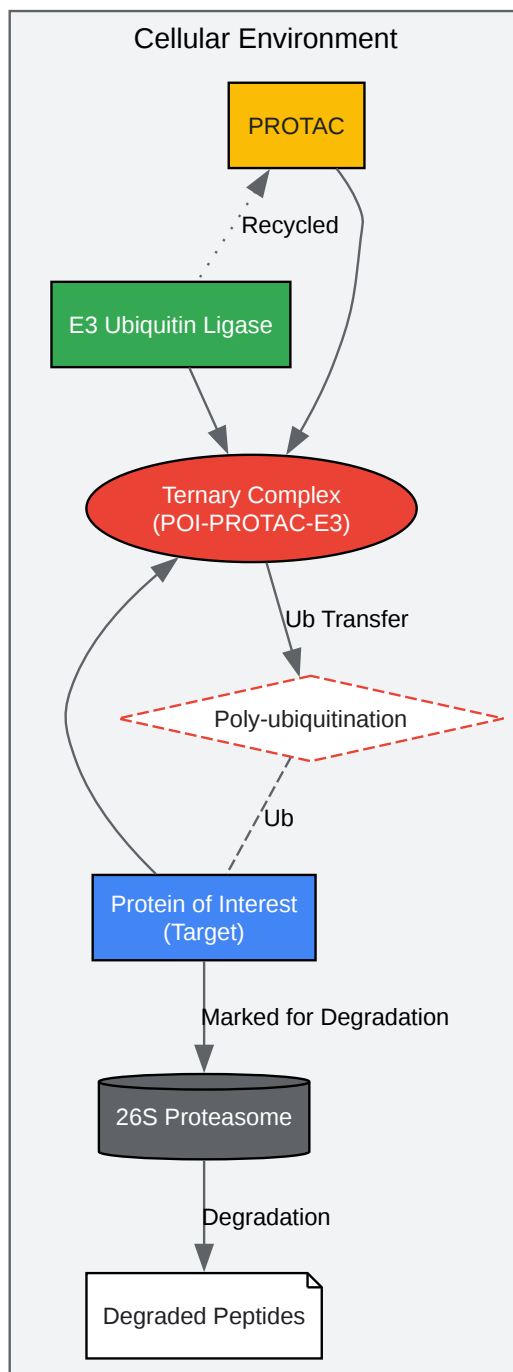 Cellular Environment
PROTAC
Recycled
E3 Ubiquitin Ligase
Ternary Complex
(POI-PROTAC-E3)
Ub Transfer
Poly-ubiquitination
Ub
Protein of Interest
(Target)
Marked for Degradation
26S Proteasome
Degradation
Degraded Peptides